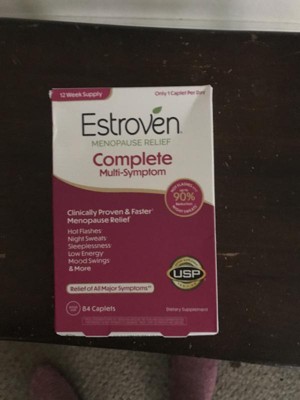 12 Week Supply
Only 1 Caplet Per Day
Estroven
MENOPAUSE RELIEF
Complete
Multi-Symptom
Up to
90%
Clinically Proven & Faster*
Menopause Relief*
Hot Flashes
Night Sweats
Sleeplessness
Low Energy
Mood Swings
& More
USP
Relief of All Major Symptoms**
84 Caplets
Dietary Supplement